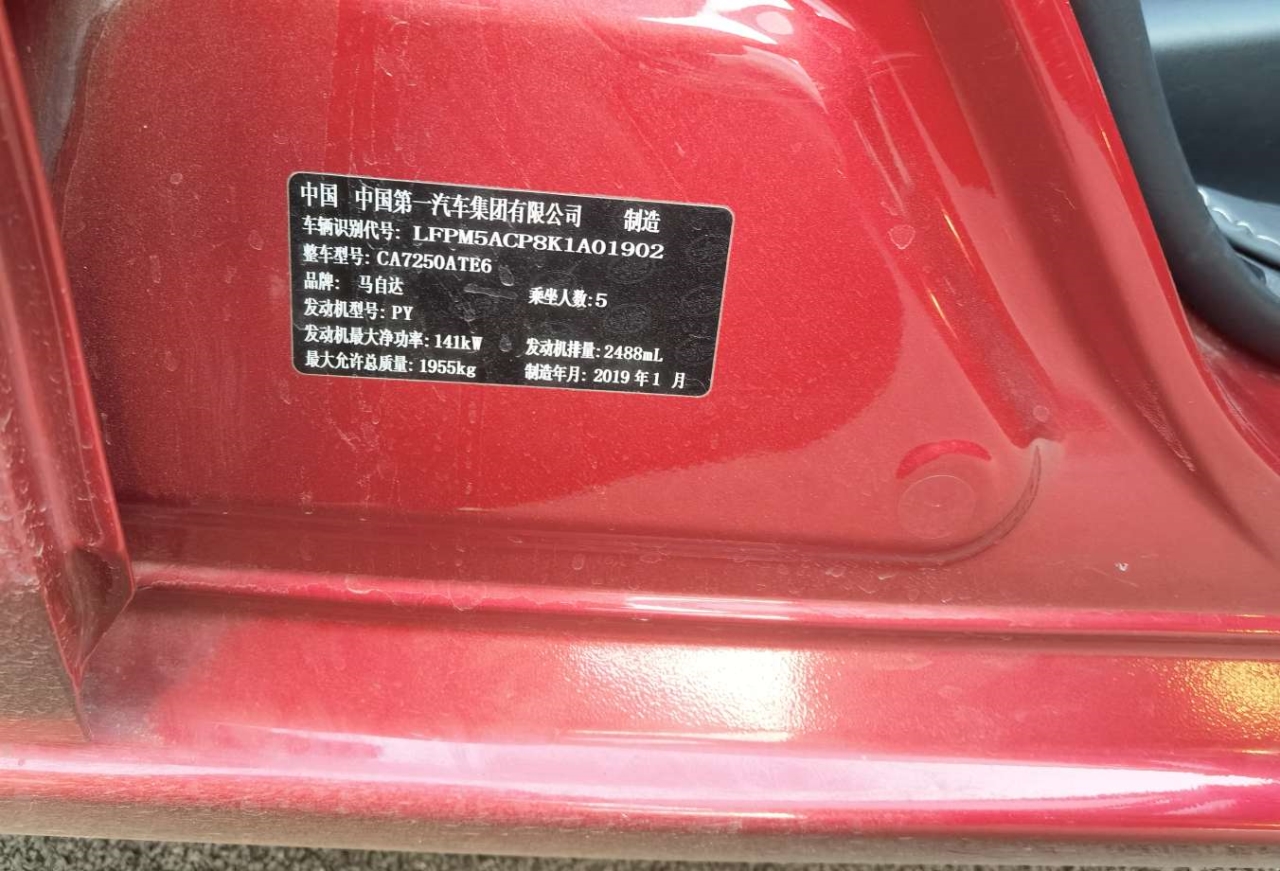 中国 中国第一汽车集团有限公司 制造
车辆识别代号: LFPM5ACP8K1A01902
整车型号: CA7250ATE6
品牌: 马自达 乘坐人数:5
发动机型号: PY
发动机最大净功率: 141kW 发动机排量: 2488mL
最大允许总质量: 1955kg 制造年月: 2019 年 1 月